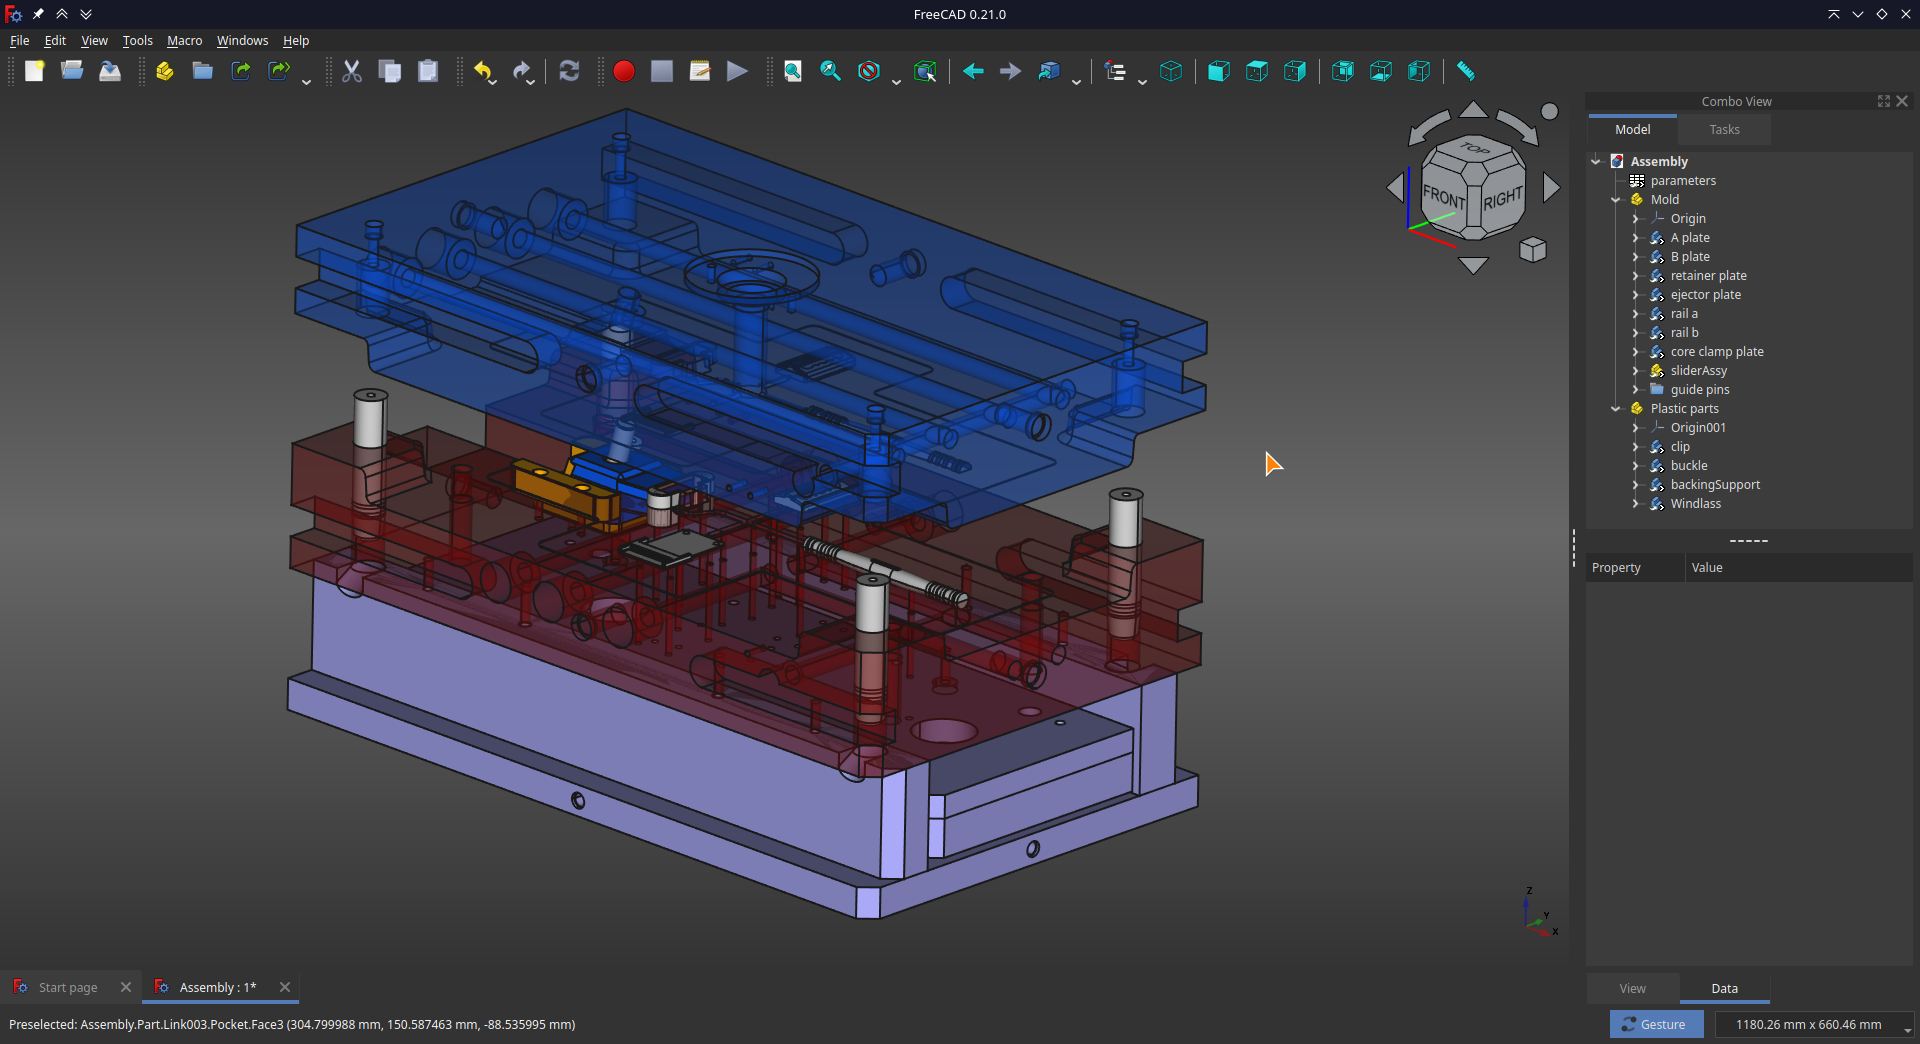 FreeCAD 0.21.0
File Edit View Tools Macro Windows Help
Combo View
Model Tasks
Assembly
parameters
Mold
Origin
A plate
B plate
retainer plate
ejector plate
rail a
rail b
core clamp plate
sliderAssy
guide pins
Plastic parts
Origin001
clip
buckle
backingSupport
Windlass
TOP
FRONT RIGHT
Property Value
Z
Y
X
Start page Assembly : 1*
View Data
Preselected: Assembly.Part.Link003.Pocket.Face3 (304.799988 mm, 150.587463 mm, -88.535995 mm)
Gesture 1180.26 mm x 660.46 mm